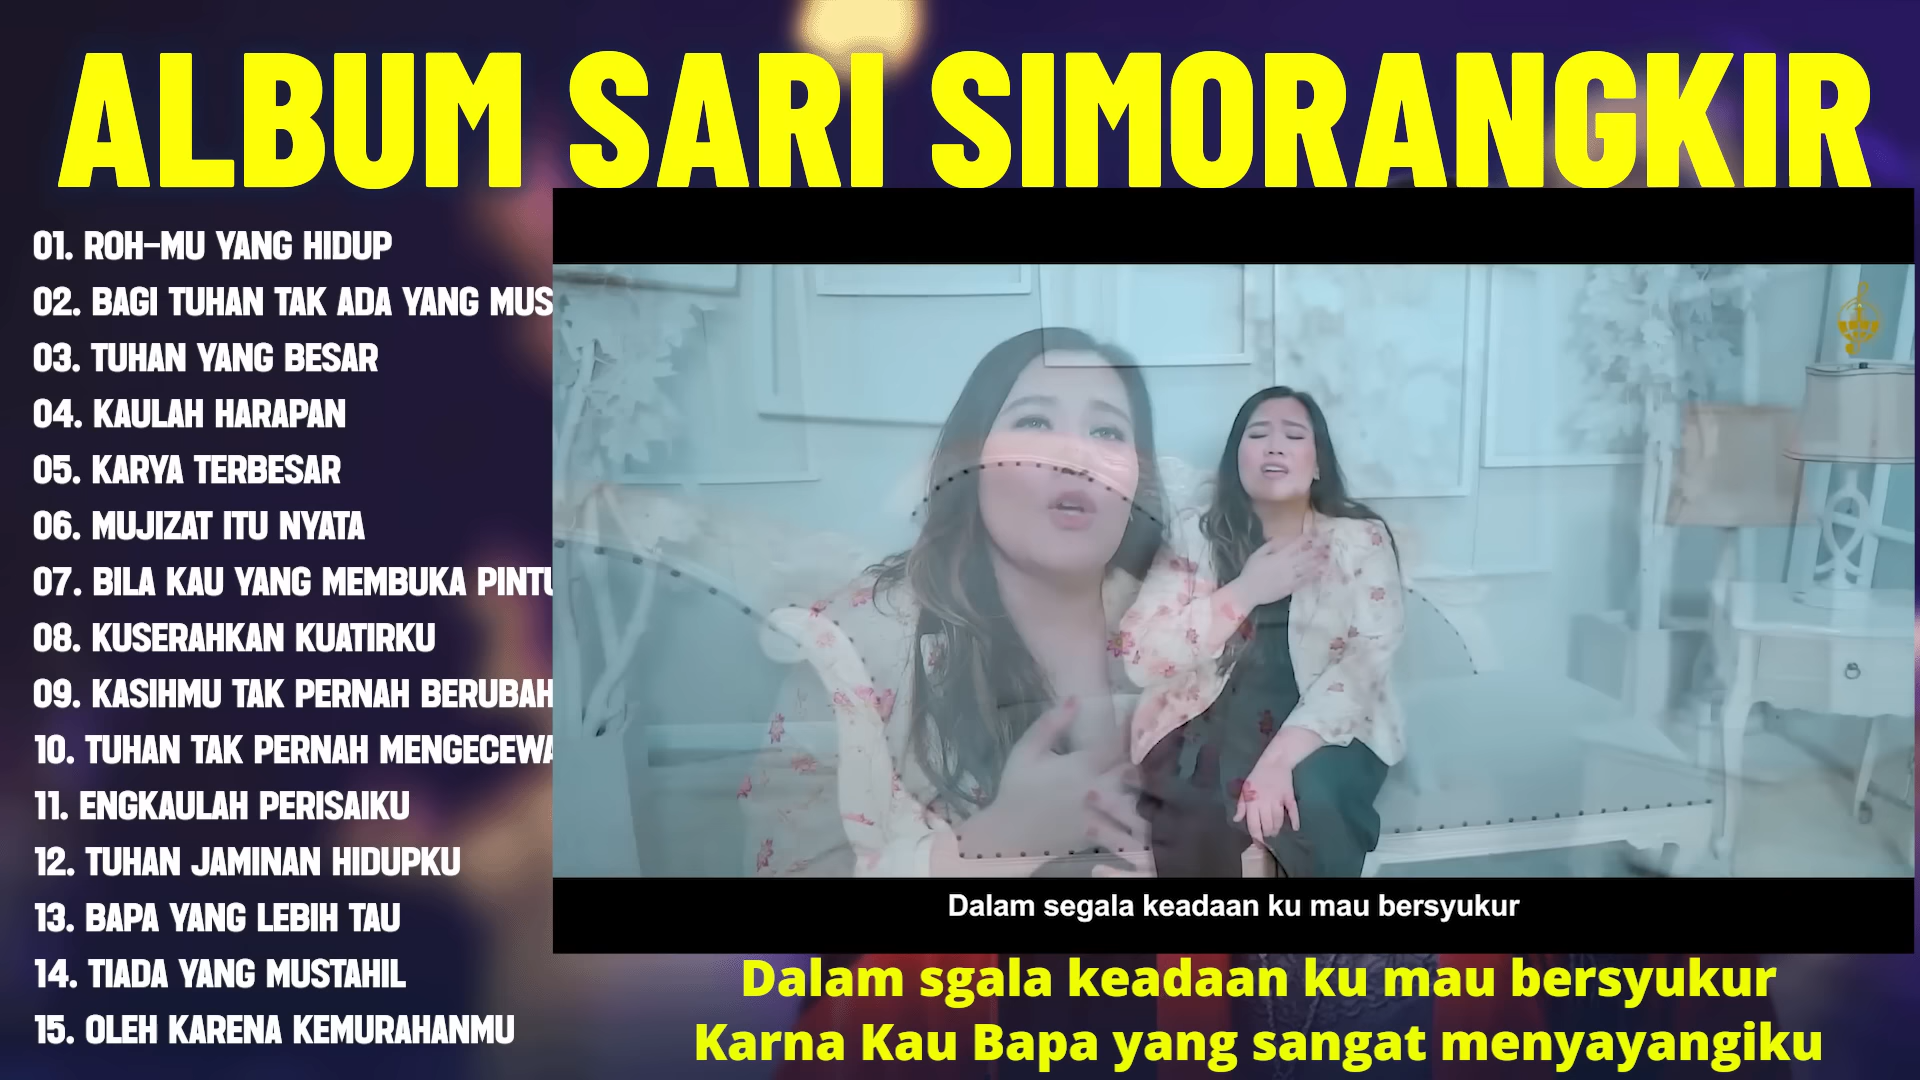 ALBUM SARI SIMORANGKIR
01. ROH-MU YANG HIDUP
02. BAGI TUHAN TAK ADA YANG MUS
03. TUHAN YANG BESAR
04. KAULAH HARAPAN
05. KARYA TERBESAR
06. MUJIZAT ITU NYATA
07. BILA KAU YANG MEMBUKA PINTU
08. KUSERAHKAN KUATIRKU
09. KASIHMU TAK PERNAH BERUBAH
10. TUHAN TAK PERNAH MENGECEWA
11. ENGKAULAH PERISAIKU
12. TUHAN JAMINAN HIDUPKU
13. BAPA YANG LEBIH TAU
14. TIADA YANG MUSTAHIL
15. OLEH KARENA KEMURAHANMU
Dalam segala keadaan ku mau bersyukur
Dalam sgala keadaan ku mau bersyukur
Karna Kau Bapa yang sangat menyayangiku